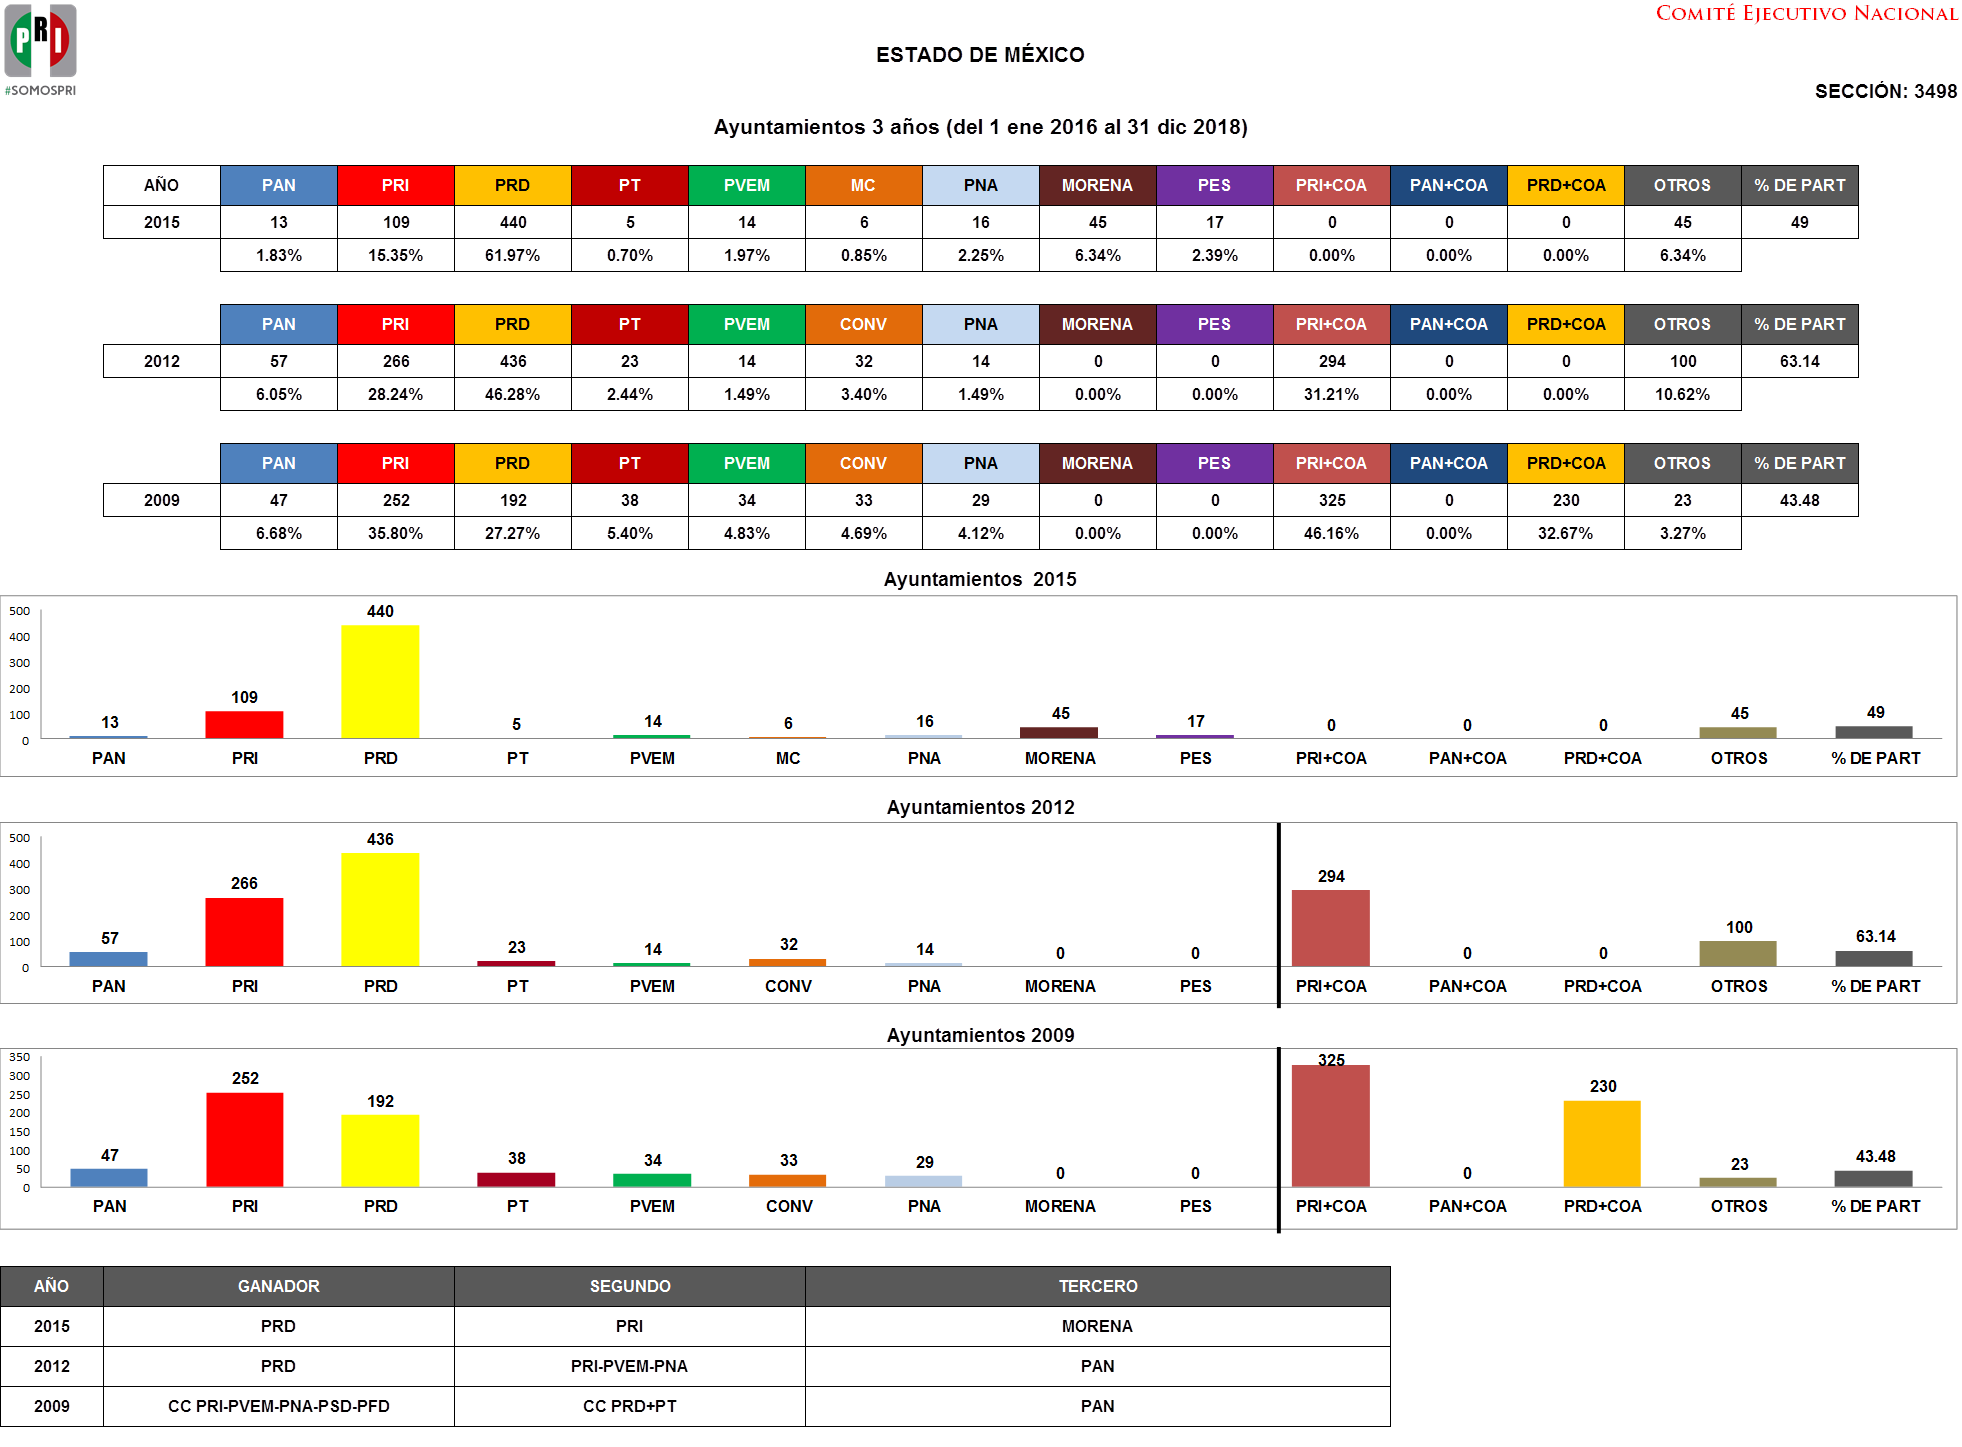 PRI
#SOMOSPRI
COMITÉ EJECUTIVO NACIONAL
ESTADO DE MÉXICO
SECCIÓN: 3498
Ayuntamientos 3 años (del 1 ene 2016 al 31 dic 2018)
AÑO PAN PRI PRD PT PVEM MC PNA MORENA PES PRI+COA PAN+COA PRD+COA OTROS % DE PART
2015 13 109 440 5 14 6 16 45 17 0 0 0 45 49
1.83% 15.35% 61.97% 0.70% 1.97% 0.85% 2.25% 6.34% 2.39% 0.00% 0.00% 0.00% 6.34%
PAN PRI PRD PT PVEM CONV PNA MORENA PES PRI+COA PAN+COA PRD+COA OTROS % DE PART
2012 57 266 436 23 14 32 14 0 0 294 0 0 100 63.14
6.05% 28.24% 46.28% 2.44% 1.49% 3.40% 1.49% 0.00% 0.00% 31.21% 0.00% 0.00% 10.62%
PAN PRI PRD PT PVEM CONV PNA MORENA PES PRI+COA PAN+COA PRD+COA OTROS % DE PART
2009 47 252 192 38 34 33 29 0 0 325 0 230 23 43.48
6.68% 35.80% 27.27% 5.40% 4.83% 4.69% 4.12% 0.00% 0.00% 46.16% 0.00% 32.67% 3.27%
Ayuntamientos 2015
500
400
300
200
100
0
13 109 440 5 14 6 16 45 17 0 0 0 45 49
PAN PRI PRD PT PVEM MC PNA MORENA PES PRI+COA PAN+COA PRD+COA OTROS % DE PART
Ayuntamientos 2012
500
400
300
200
100
0
57 266 436 23 14 32 14 0 0 294 0 0 100 63.14
PAN PRI PRD PT PVEM CONV PNA MORENA PES PRI+COA PAN+COA PRD+COA OTROS % DE PART
Ayuntamientos 2009
350
300
250
200
150
100
50
0
47 252 192 38 34 33 29 0 0 325 0 230 23 43.48
PAN PRI PRD PT PVEM CONV PNA MORENA PES PRI+COA PAN+COA PRD+COA OTROS % DE PART
AÑO GANADOR SEGUNDO TERCERO
2015 PRD PRI MORENA
2012 PRD PRI-PVEM-PNA PAN
2009 CC PRI-PVEM-PNA-PSD-PFD CC PRD+PT PAN